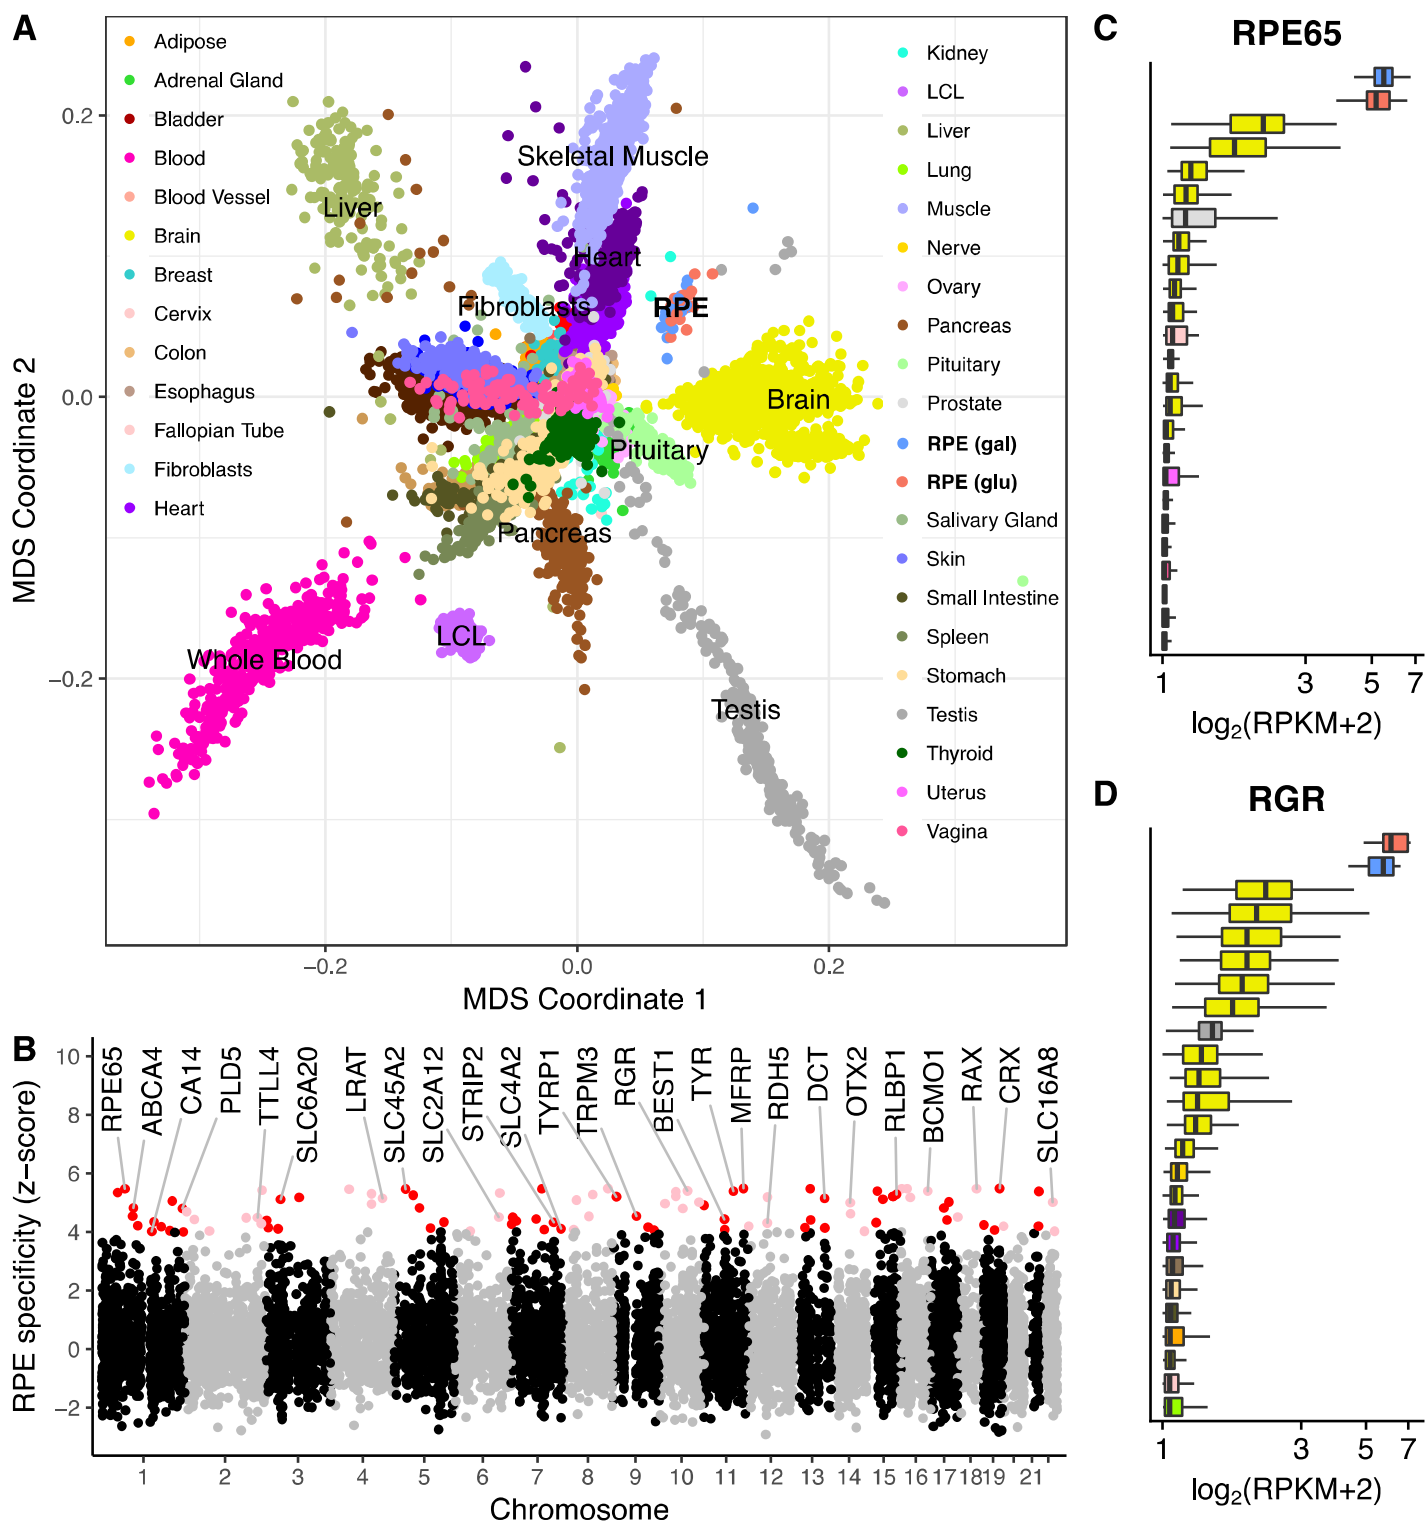 A
Adipose
Adrenal Gland
Bladder
Blood
Blood Vessel
Brain
Breast
Cervix
Colon
Esophagus
Fallopian Tube
Fibroblasts
Heart
Kidney
LCL
Liver
Lung
Muscle
Nerve
Ovary
Pancreas
Pituitary
Prostate
RPE (gal)
RPE (glu)
Salivary Gland
Skin
Small Intestine
Spleen
Stomach
Testis
Thyroid
Uterus
Vagina
Skeletal Muscle
Liver
Heart
Fibroblasts
RPE
Brain
Pituitary
Pancreas
LCL
Whole Blood
Testis
MDS Coordinate 2
0.2
0.0
−0.2
−0.2
0.0
0.2
MDS Coordinate 1
B
RPE specificity (z−score)
10
8
6
4
2
0
−2
RPE65
ABCA4
CA14
PLD5
TTLL4
SLC6A20
LRAT
SLC45A2
SLC2A12
STRIP2
SLC4A2
TYRP1
TRPM3
RGR
BEST1
TYR
MFRP
RDH5
DCT
OTX2
RLBP1
BCMO1
RAX
CRX
SLC16A8
1 2 3 4 5 6 7 8 9 10 11 12 13 14 15 16 17 18 19 21
Chromosome
C
RPE65
1 3 5 7
log₂(RPKM+2)
D
RGR
1 3 5 7
log₂(RPKM+2)